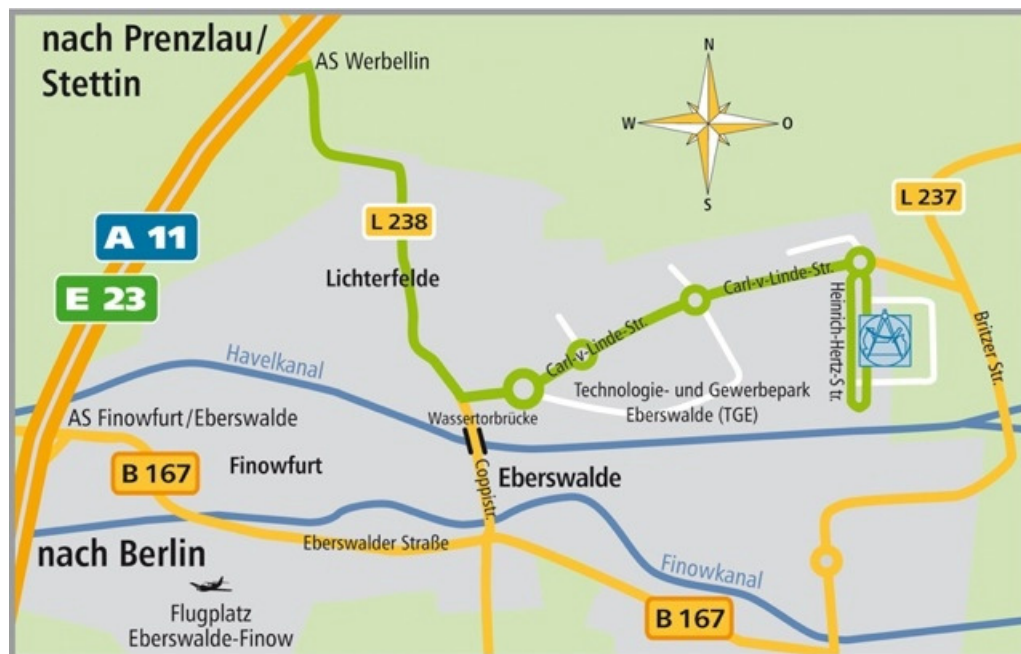 nach Prenzlau/
Stettin
AS Werbellin
N
W
O
S
L 237
L 238
A 11
E 23
Lichterfelde
Carl-v-Linde-Str.
Carl-v-Linde-Str.
Heinrich-Hertz-S tr.
Britzer Str.
Havelkanal
Technologie- und Gewerbepark
Eberswalde (TGE)
Wassertorbrücke
AS Finowfurt/Eberswalde
Finowfurt
B 167
Coppistr.
Eberswalde
nach Berlin
Eberswalder Straße
Finowkanal
Flugplatz
Eberswalde-Finow
B 167